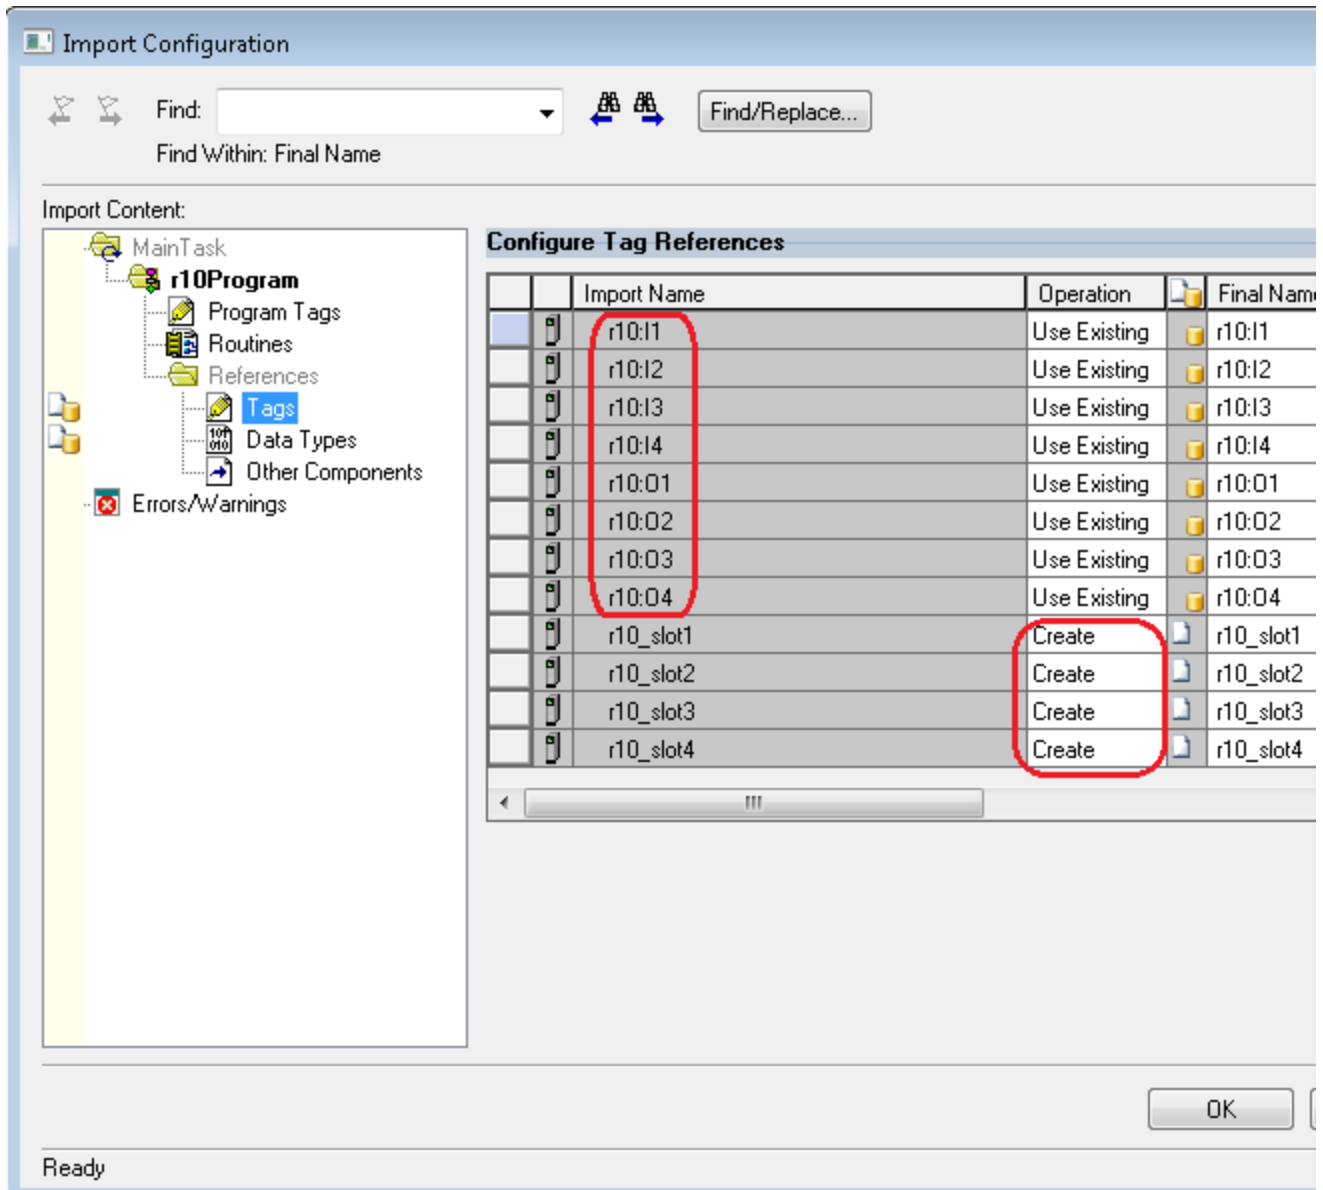 Import Configuration
Find:
Find/Replace...
Find Within: Final Name
Import Content:
MainTask
r10Program
Program Tags
Routines
References
Tags
Data Types
Other Components
Errors/Warnings
Configure Tag References
Import Name Operation Final Name
r10:I1 Use Existing r10:I1
r10:I2 Use Existing r10:I2
r10:I3 Use Existing r10:I3
r10:I4 Use Existing r10:I4
r10:O1 Use Existing r10:O1
r10:O2 Use Existing r10:O2
r10:O3 Use Existing r10:O3
r10:O4 Use Existing r10:O4
r10_slot1 Create r10_slot1
r10_slot2 Create r10_slot2
r10_slot3 Create r10_slot3
r10_slot4 Create r10_slot4
OK
Ready